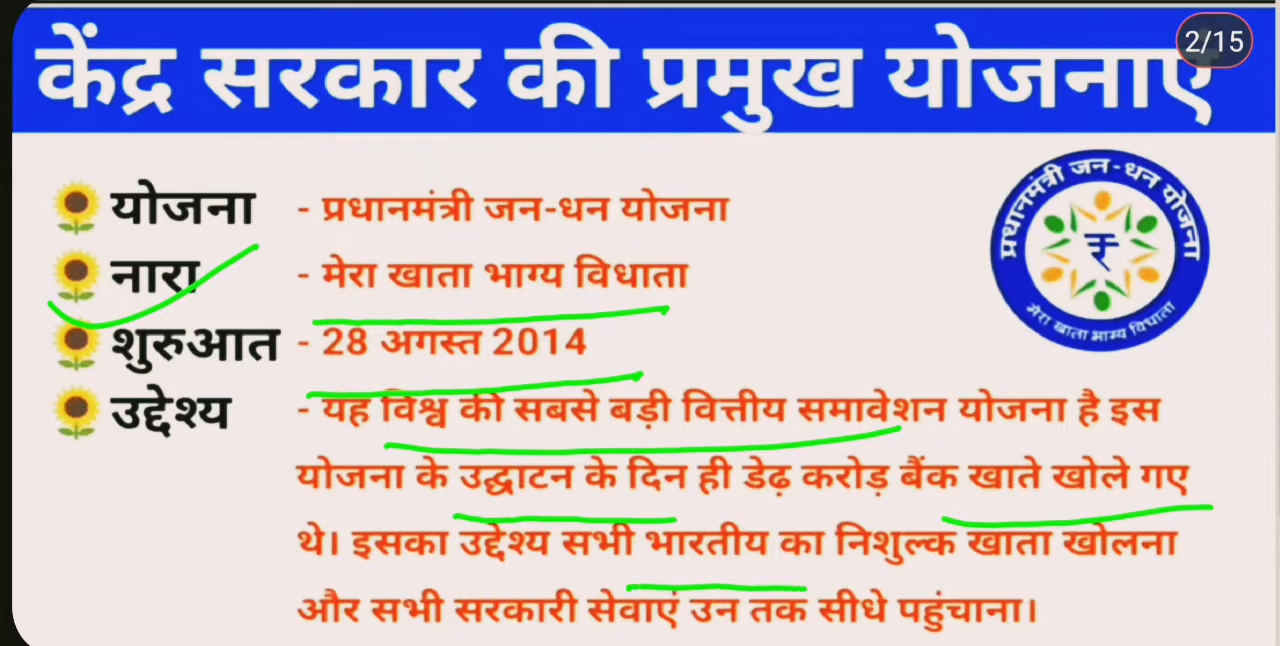 केंद्र सरकार की प्रमुख योजनाएं
2/15
योजना - प्रधानमंत्री जन-धन योजना
नारा - मेरा खाता भाग्य विधाता
शुरुआत - 28 अगस्त 2014
उद्देश्य - यह विश्व की सबसे बड़ी वित्तीय समावेशन योजना है इस
योजना के उद्घाटन के दिन ही डेढ़ करोड़ बैंक खाते खोले गए
थे। इसका उद्देश्य सभी भारतीय का निशुल्क खाता खोलना
और सभी सरकारी सेवाएं उन तक सीधे पहुंचाना।
प्रधानमंत्री जन-धन योजना
₹
मेरा खाता भाग्य विधाता